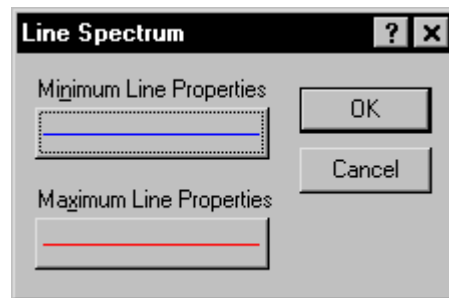 Line Spectrum
Minimum Line Properties
OK
Cancel
Maximum Line Properties